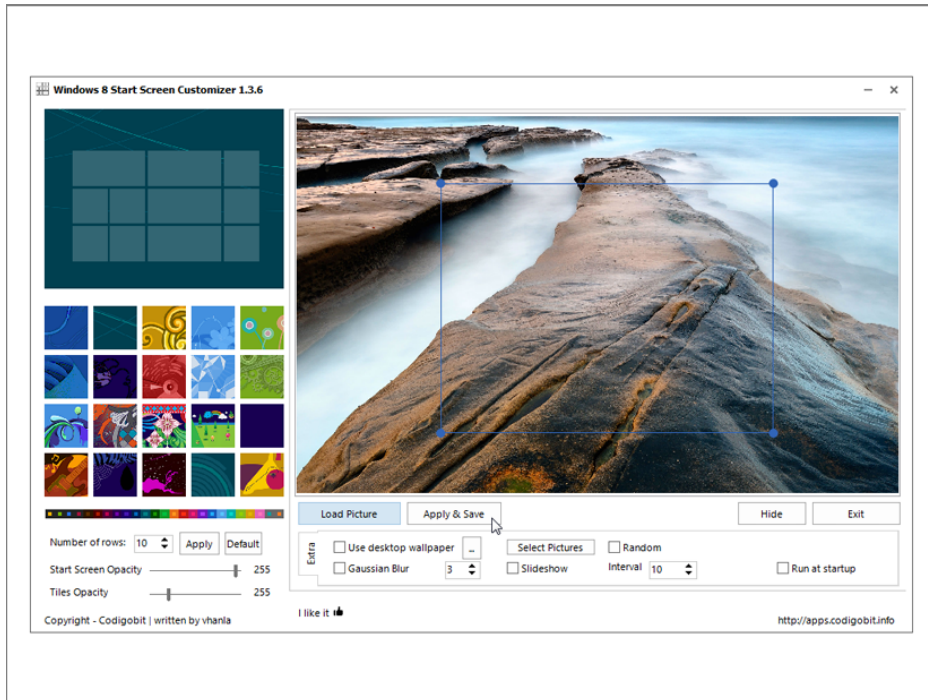 Windows 8 Start Screen Customizer 1.3.6
Load Picture Apply & Save Hide Exit
Number of rows: 10 Apply Default
Start Screen Opacity 255
Tiles Opacity 255
Extra
Use desktop wallpaper ... Select Pictures Random
Gaussian Blur 3 Slideshow Interval 10 Run at startup
I like it
Copyright - Codigobit | written by vhanla http://apps.codigobit.info